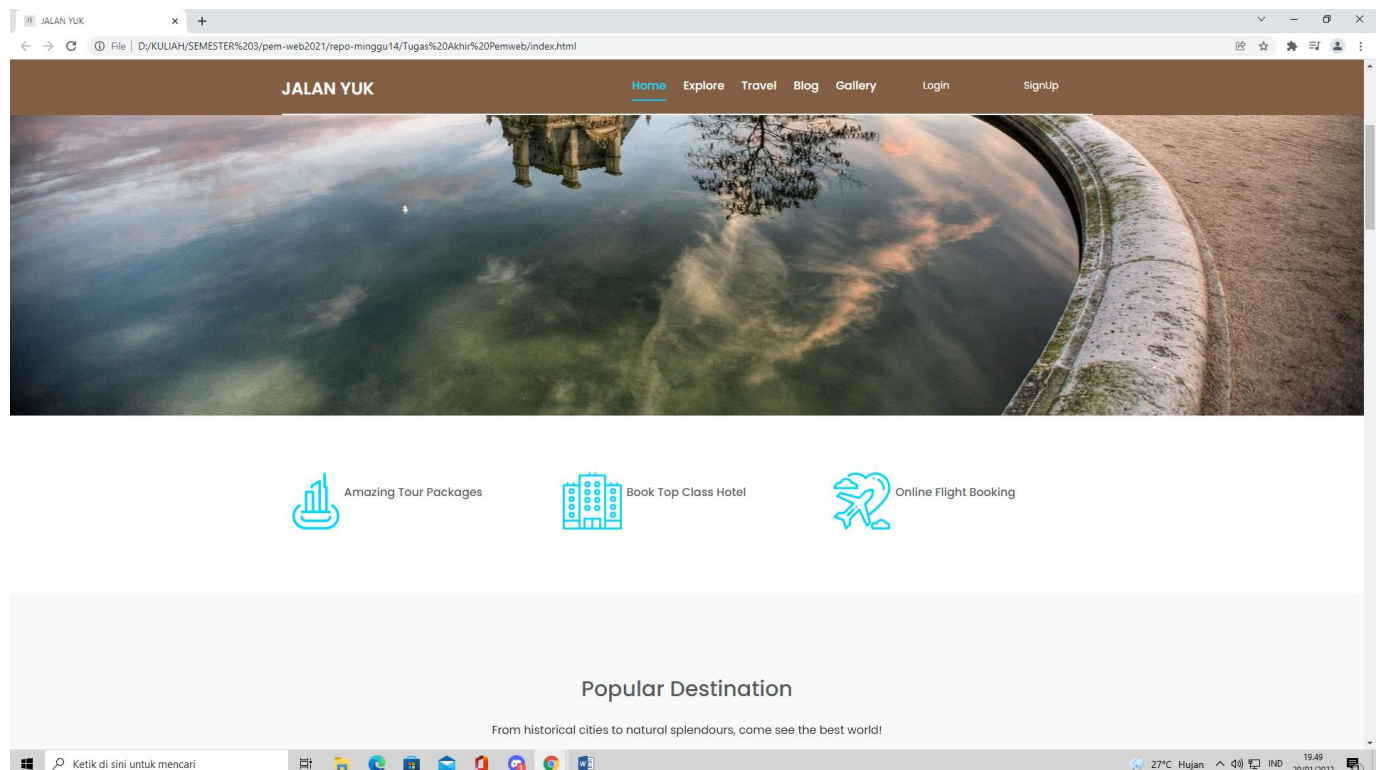 JALAN YUK
File | D:/KULIAH/SEMESTER%203/pem-web2021/repo-minggu14/Tugas%20Akhir%20Pemweb/index.html
JALAN YUK Home Explore Travel Blog Gallery Login SignUp
Amazing Tour Packages Book Top Class Hotel Online Flight Booking
Popular Destination
From historical cities to natural splendours, come see the best world!
Ketik di sini untuk mencari 27°C Hujan IND 19.49
20/01/2022